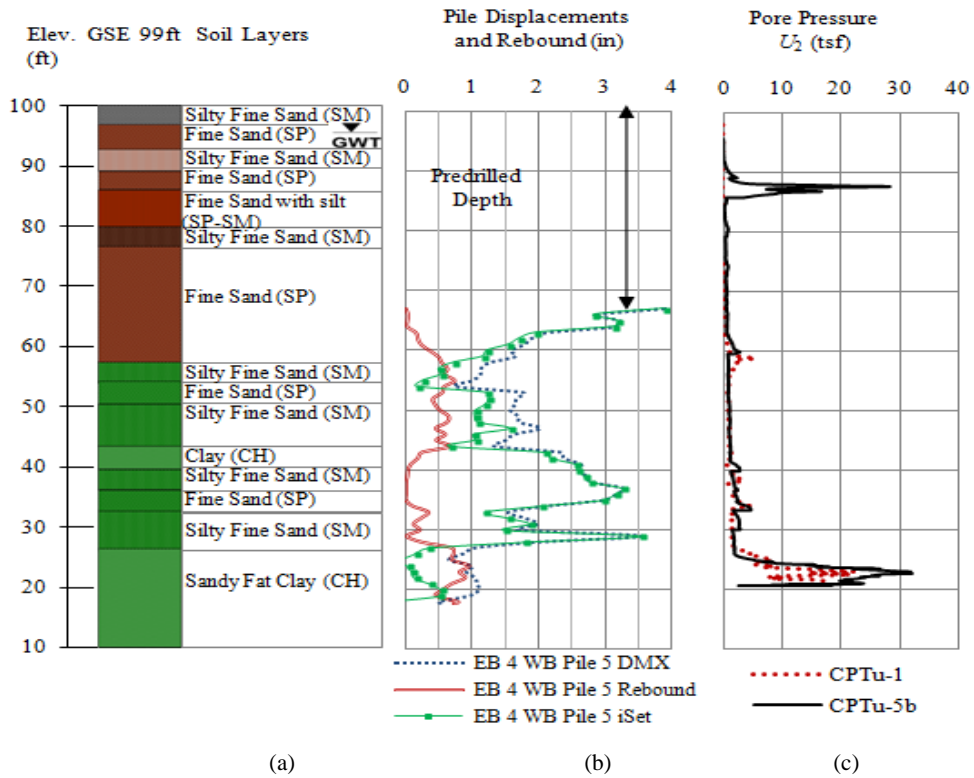 Elev. GSE 99ft Soil Layers
(ft)
100
90
80
70
60
50
40
30
20
10
Silty Fine Sand (SM)
Fine Sand (SP)
GWT
Silty Fine Sand (SM)
Fine Sand (SP)
Fine Sand with silt
(SP-SM)
Silty Fine Sand (SM)
Fine Sand (SP)
Silty Fine Sand (SM)
Fine Sand (SP)
Silty Fine Sand (SM)
Clay (CH)
Silty Fine Sand (SM)
Fine Sand (SP)
Silty Fine Sand (SM)
Sandy Fat Clay (CH)
(a)
Pile Displacements
and Rebound (in)
0 1 2 3 4
Predrilled
Depth
EB 4 WB Pile 5 DMX
EB 4 WB Pile 5 Rebound
EB 4 WB Pile 5 iSet
(b)
Pore Pressure
U2 (tsf)
0 10 20 30 40
CPTu-1
CPTu-5b
(c)